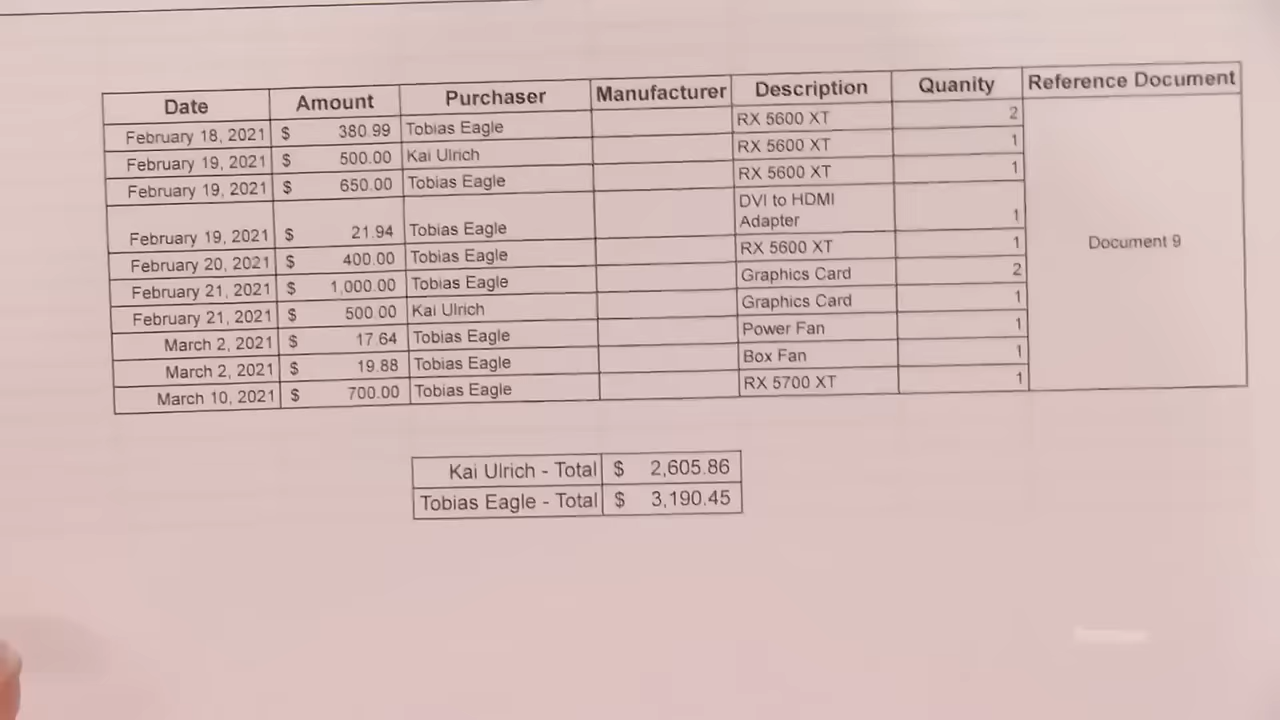 Date Amount Purchaser Manufacturer Description Quanity Reference Document
February 18, 2021 $ 380.99 Tobias Eagle RX 5600 XT 2
February 19, 2021 $ 500.00 Kai Ulrich RX 5600 XT 1
February 19, 2021 $ 650.00 Tobias Eagle RX 5600 XT 1
DVI to HDMI
Adapter
February 19, 2021 $ 21.94 Tobias Eagle 1
February 20, 2021 $ 400.00 Tobias Eagle RX 5600 XT 1
Document 9
February 21, 2021 $ 1,000.00 Tobias Eagle Graphics Card 2
February 21, 2021 $ 500.00 Kai Ulrich Graphics Card 1
March 2, 2021 $ 17.64 Tobias Eagle Power Fan 1
March 2, 2021 $ 19.88 Tobias Eagle Box Fan 1
March 10, 2021 $ 700.00 Tobias Eagle RX 5700 XT 1
Kai Ulrich - Total $ 2,605.86
Tobias Eagle - Total $ 3,190.45